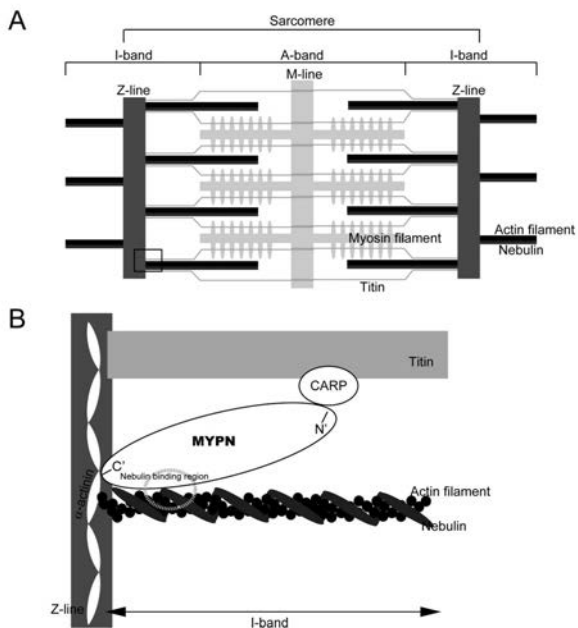 A
Sarcomere
I-band
A-band
I-band
M-line
Z-line
Z-line
Myosin filament
Actin filament
Nebulin
Titin
B
Titin
CARP
N'
MYPN
C'
Nebulin binding region
α-actinin
Actin filament
Nebulin
Z-line
I-band